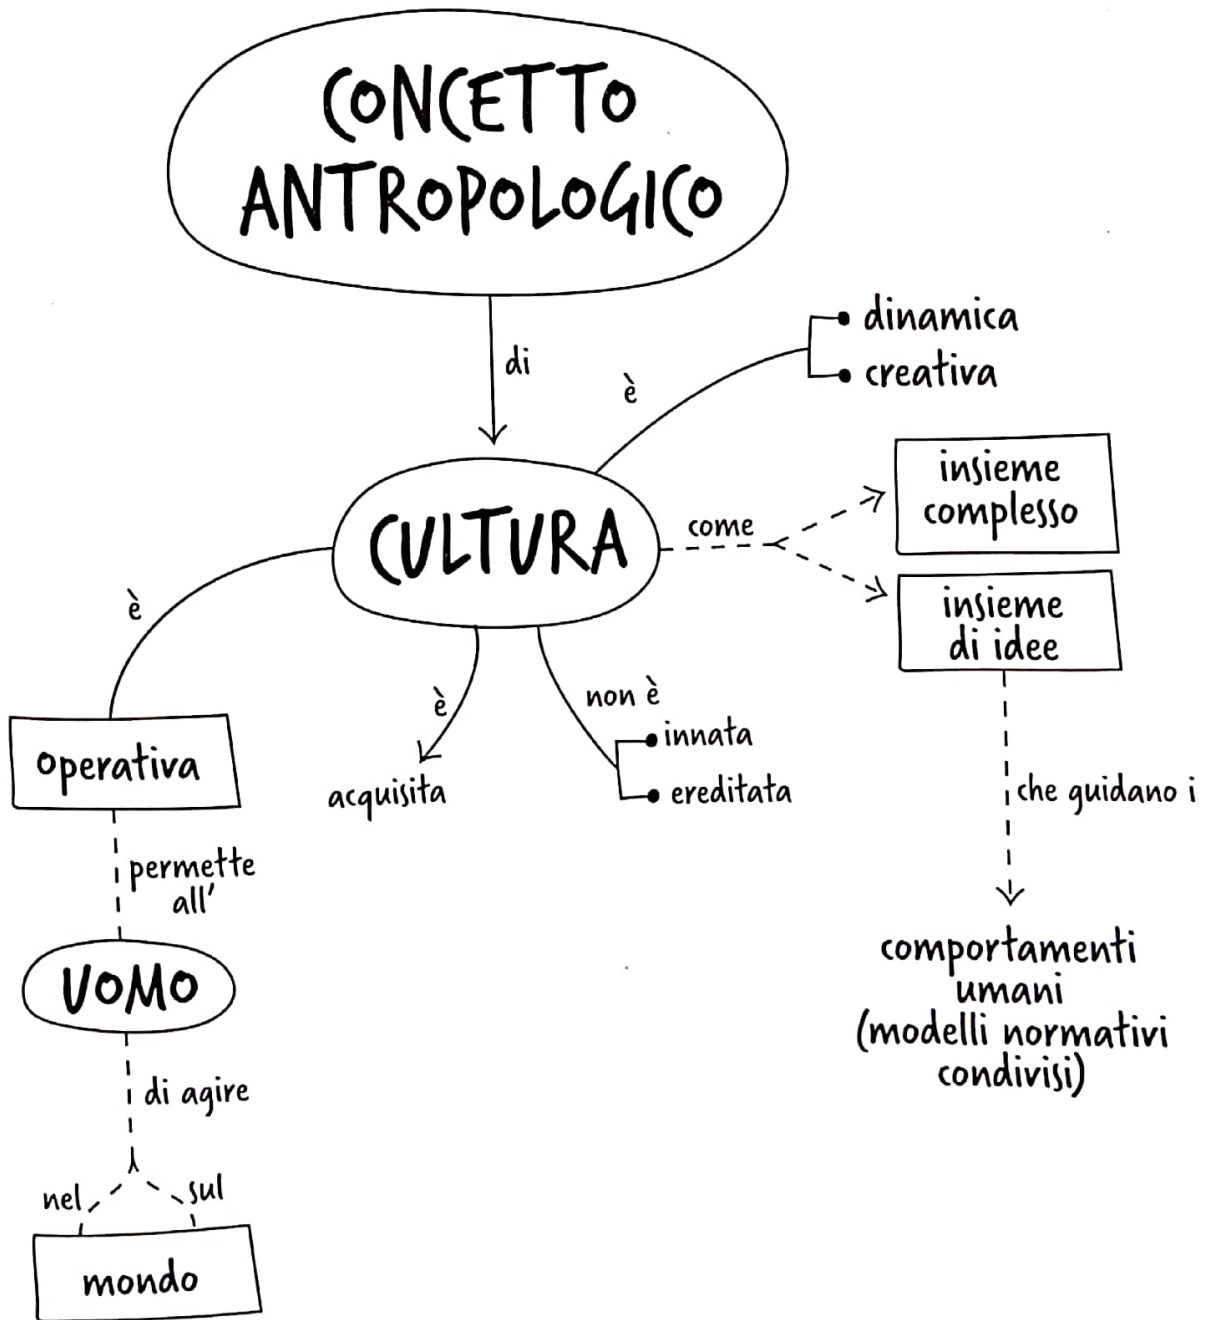 CONCETTO
ANTROPOLOGICO
di
è
dinamica
creativa
CULTURA
come
insieme
complesso
insieme
di idee
che guidano i
comportamenti
umani
(modelli normativi
condivisi)
è
acquisita
non è
innata
ereditata
è
operativa
permette
all'
UOMO
di agire
nel
sul
mondo